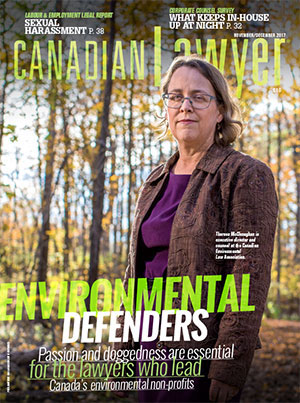 LABOUR & EMPLOYMENT LEGAL REPORT
SEXUAL
HARASSMENT P. 38
CORPORATE COUNSEL SURVEY
WHAT KEEPS IN-HOUSE
UP AT NIGHT P. 32
CANADIAN Lawyer
NOVEMBER/DECEMBER 2017
Theresa McClenaghan is
executive director and
counsel at the Canadian
Environmental
Law Association.
ENVIRONMENTAL
DEFENDERS
Passion and doggedness are essential
for the lawyers who lead
Canada's environmental non-profits